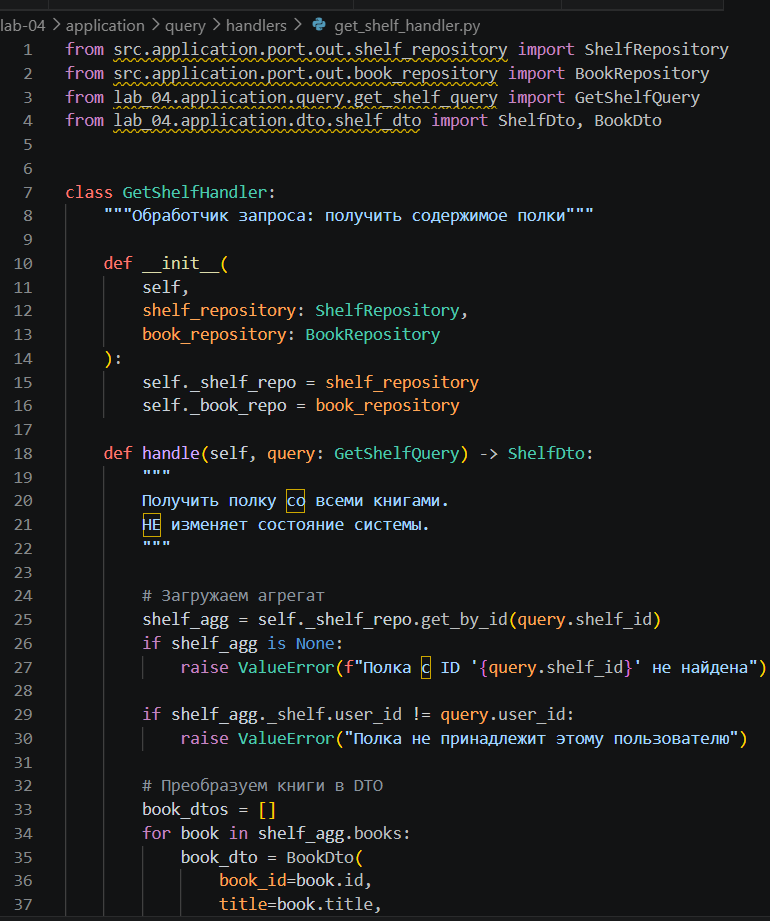 lab-04 > application > query > handlers > get_shelf_handler.py
1 from src.application.port.out.shelf_repository import ShelfRepository
2 from src.application.port.out.book_repository import BookRepository
3 from lab_04.application.query.get_shelf_query import GetShelfQuery
4 from lab_04.application.dto.shelf_dto import ShelfDto, BookDto
5
6
7 class GetShelfHandler:
8     """Обработчик запроса: получить содержимое полки"""
9
10     def __init__(
11         self,
12         shelf_repository: ShelfRepository,
13         book_repository: BookRepository
14     ):
15         self._shelf_repo = shelf_repository
16         self._book_repo = book_repository
17
18     def handle(self, query: GetShelfQuery) -> ShelfDto:
19         """
20         Получить полку со всеми книгами.
21         НЕ изменяет состояние системы.
22         """
23
24         # Загружаем агрегат
25         shelf_agg = self._shelf_repo.get_by_id(query.shelf_id)
26         if shelf_agg is None:
27             raise ValueError(f"Полка с ID '{query.shelf_id}' не найдена")
28
29         if shelf_agg._shelf.user_id != query.user_id:
30             raise ValueError("Полка не принадлежит этому пользователю")
31
32         # Преобразуем книги в DTO
33         book_dtos = []
34         for book in shelf_agg.books:
35             book_dto = BookDto(
36                 book_id=book.id,
37                 title=book.title,